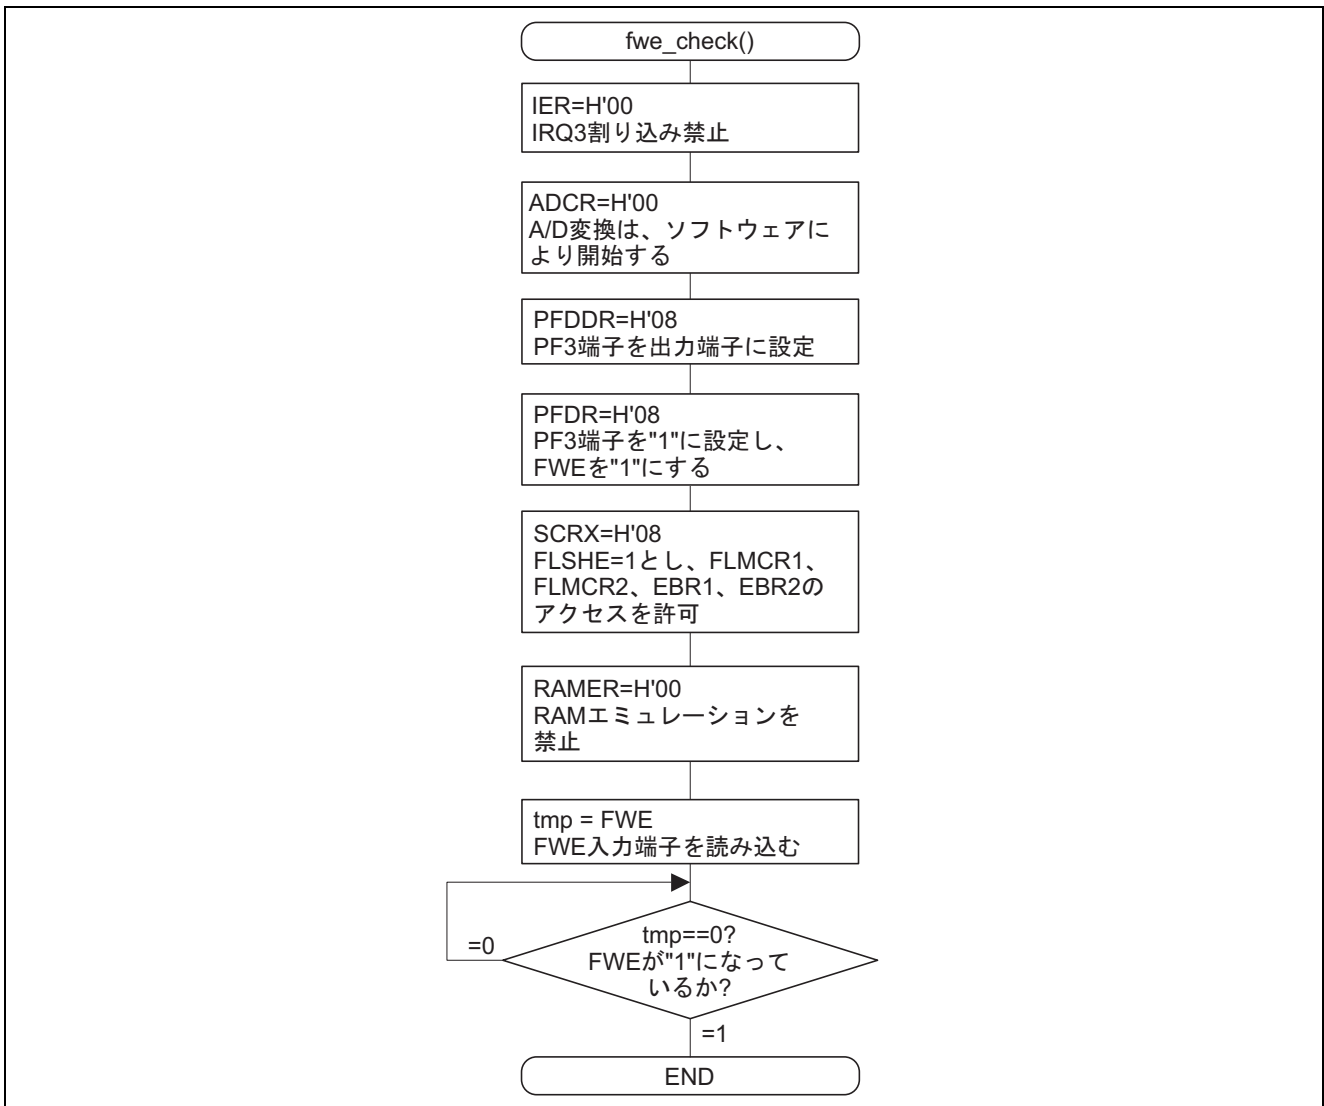 fwe_check()
IER=H'00
IRQ3割り込み禁止
ADCR=H'00
A/D変換は、ソフトウェアに
より開始する
PFDDR=H'08
PF3端子を出力端子に設定
PFDR=H'08
PF3端子を"1"に設定し、
FWEを"1"にする
SCRX=H'08
FLSHE=1とし、FLMCR1、
FLMCR2、EBR1、EBR2の
アクセスを許可
RAMER=H'00
RAMエミュレーションを
禁止
tmp = FWE
FWE入力端子を読み込む
=0
tmp==0?
FWEが"1"になって
いるか?
=1
END